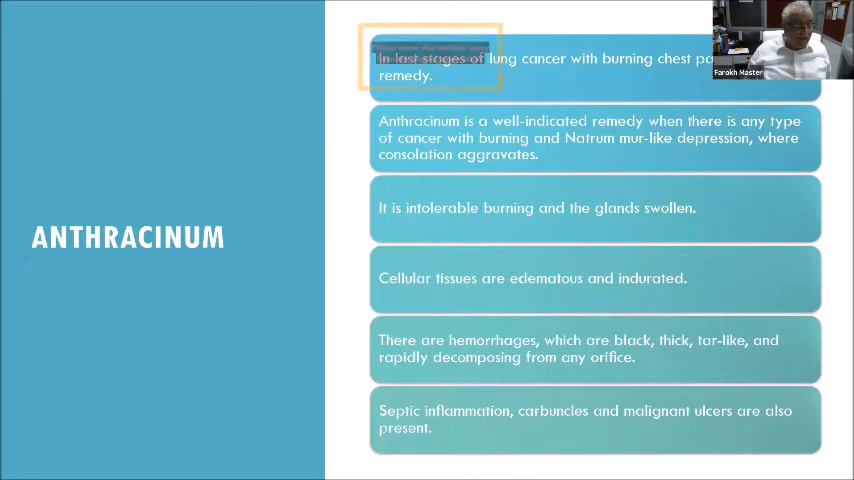 ANTHRACINUM
In last stages of lung cancer with burning chest
remedy.
Anthracinum is a well-indicated remedy when there is any type
of cancer with burning and Natrum mur-like depression, where
consolation aggravates.
It is intolerable burning and the glands swollen.
Cellular tissues are edematous and indurated.
There are hemorrhages, which are black, thick, tar-like, and
rapidly decomposing from any orifice.
Septic inflammation, carbuncles and malignant ulcers are also
present.
Farokh Master